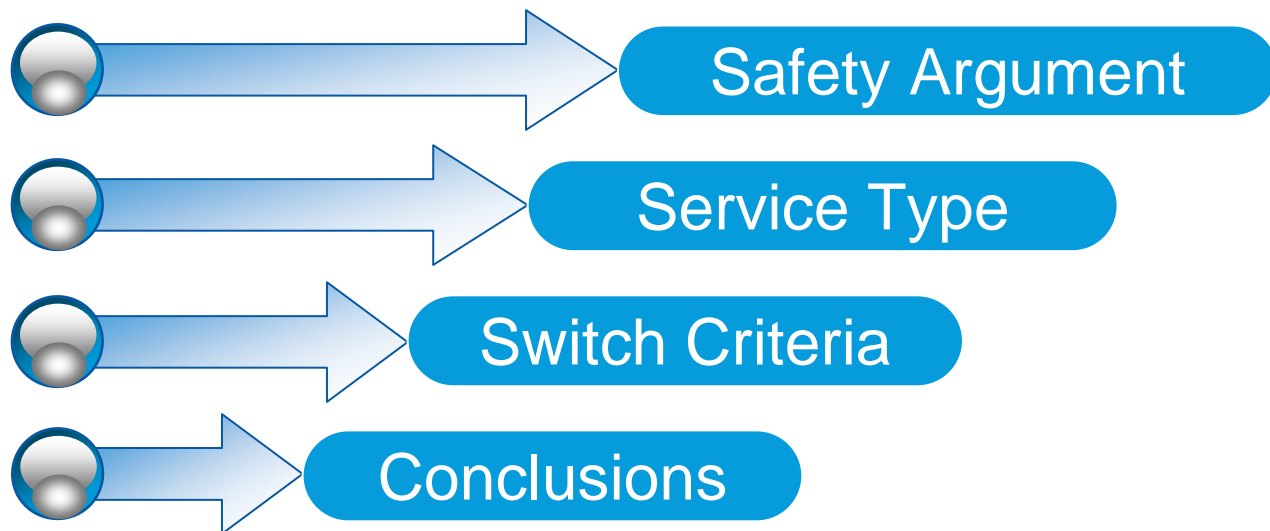 Safety Argument
Service Type
Switch Criteria
Conclusions